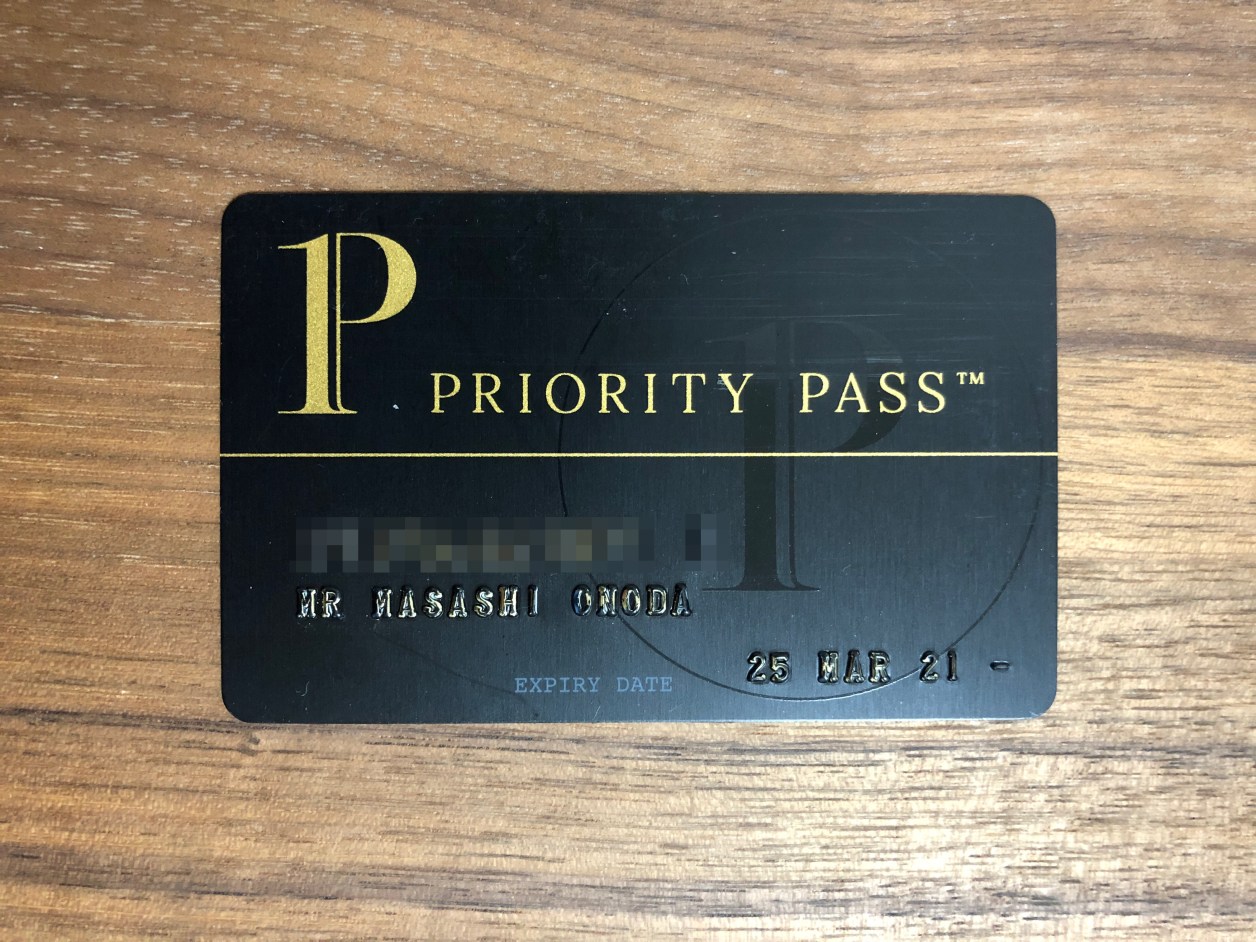 P
PRIORITY PASS™
MR MASASHI ONODA
25 MAR 21 -
EXPIRY DATE